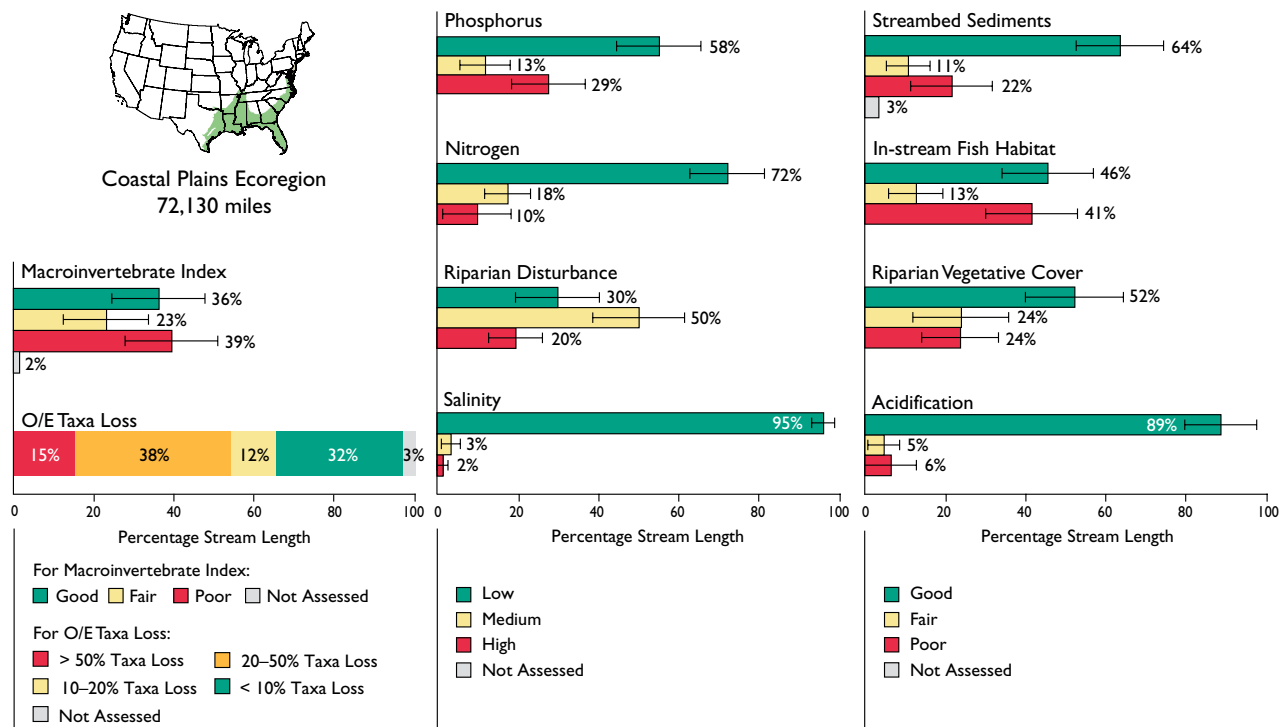 Coastal Plains Ecoregion
72,130 miles
Macroinvertebrate Index
36%
23%
39%
2%
O/E Taxa Loss
15% 38% 12% 32% 3%
0 20 40 60 80 100
Percentage Stream Length
For Macroinvertebrate Index:
Good Fair Poor Not Assessed
For O/E Taxa Loss:
> 50% Taxa Loss 20–50% Taxa Loss
10–20% Taxa Loss < 10% Taxa Loss
Not Assessed
Phosphorus
58%
13%
29%
Nitrogen
72%
18%
10%
Riparian Disturbance
30%
50%
20%
Salinity
95%
3%
2%
0 20 40 60 80 100
Percentage Stream Length
Low
Medium
High
Not Assessed
Streambed Sediments
64%
11%
22%
3%
In-stream Fish Habitat
46%
13%
41%
Riparian Vegetative Cover
52%
24%
24%
Acidification
89%
5%
6%
0 20 40 60 80 100
Percentage Stream Length
Good
Fair
Poor
Not Assessed